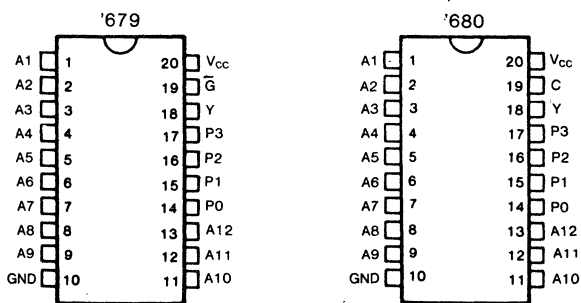 '679
A1 1 20 VCC
A2 2 19 G̅
A3 3 18 Y
A4 4 17 P3
A5 5 16 P2
A6 6 15 P1
A7 7 14 P0
A8 8 13 A12
A9 9 12 A11
GND 10 11 A10
'680
A1 1 20 VCC
A2 2 19 C
A3 3 18 Y
A4 4 17 P3
A5 5 16 P2
A6 6 15 P1
A7 7 14 P0
A8 8 13 A12
A9 9 12 A11
GND 10 11 A10